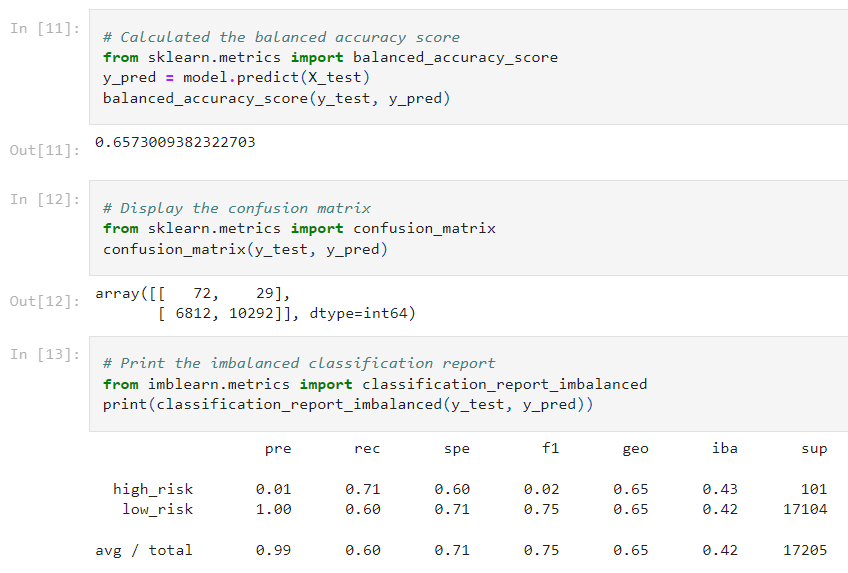 In [11]:
# Calculated the balanced accuracy score
from sklearn.metrics import balanced_accuracy_score
y_pred = model.predict(X_test)
balanced_accuracy_score(y_test, y_pred)
Out[11]:
0.6573009382322703
In [12]:
# Display the confusion matrix
from sklearn.metrics import confusion_matrix
confusion_matrix(y_test, y_pred)
Out[12]:
array([[   72,    29],
       [ 6812, 10292]], dtype=int64)
In [13]:
# Print the imbalanced classification report
from imblearn.metrics import classification_report_imbalanced
print(classification_report_imbalanced(y_test, y_pred))
pre rec spe f1 geo iba sup
high_risk 0.01 0.71 0.60 0.02 0.65 0.43 101
low_risk 1.00 0.60 0.71 0.75 0.65 0.42 17104
avg / total 0.99 0.60 0.71 0.75 0.65 0.42 17205